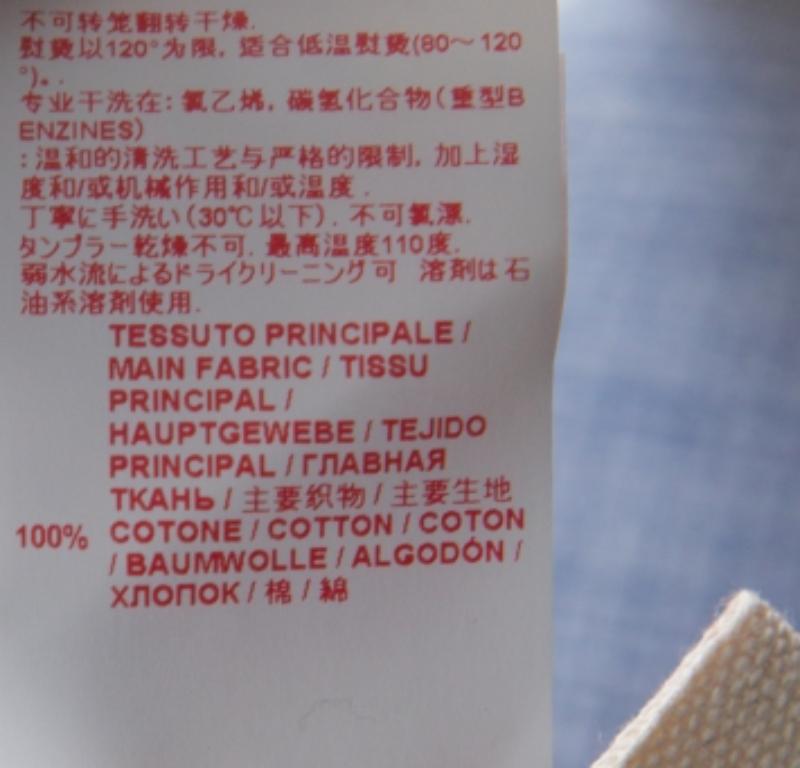 不可转笼翻转干燥.
熨烫以120°为限, 适合低温熨烫(80～120
°)。.
专业干洗在: 氯乙烯, 碳氢化合物(重型B
ENZINES)
: 温和的清洗工艺与严格的限制, 加上湿
度和/或机械作用和/或温度 .
丁寧に手洗い(30℃以下). 不可氯漂.
タンブラー乾燥不可. 最高温度110度.
弱水流によるドライクリーニング可 溶剤は石
油系溶剤使用.
TESSUTO PRINCIPALE /
MAIN FABRIC / TISSU
PRINCIPAL /
HAUPTGEWEBE / TEJIDO
PRINCIPAL / ГЛАВНАЯ
ТКАНЬ / 主要织物 / 主要生地
100% COTONE / COTTON / COTON
/ BAUMWOLLE / ALGODÓN /
ХЛОПОК / 棉 / 綿